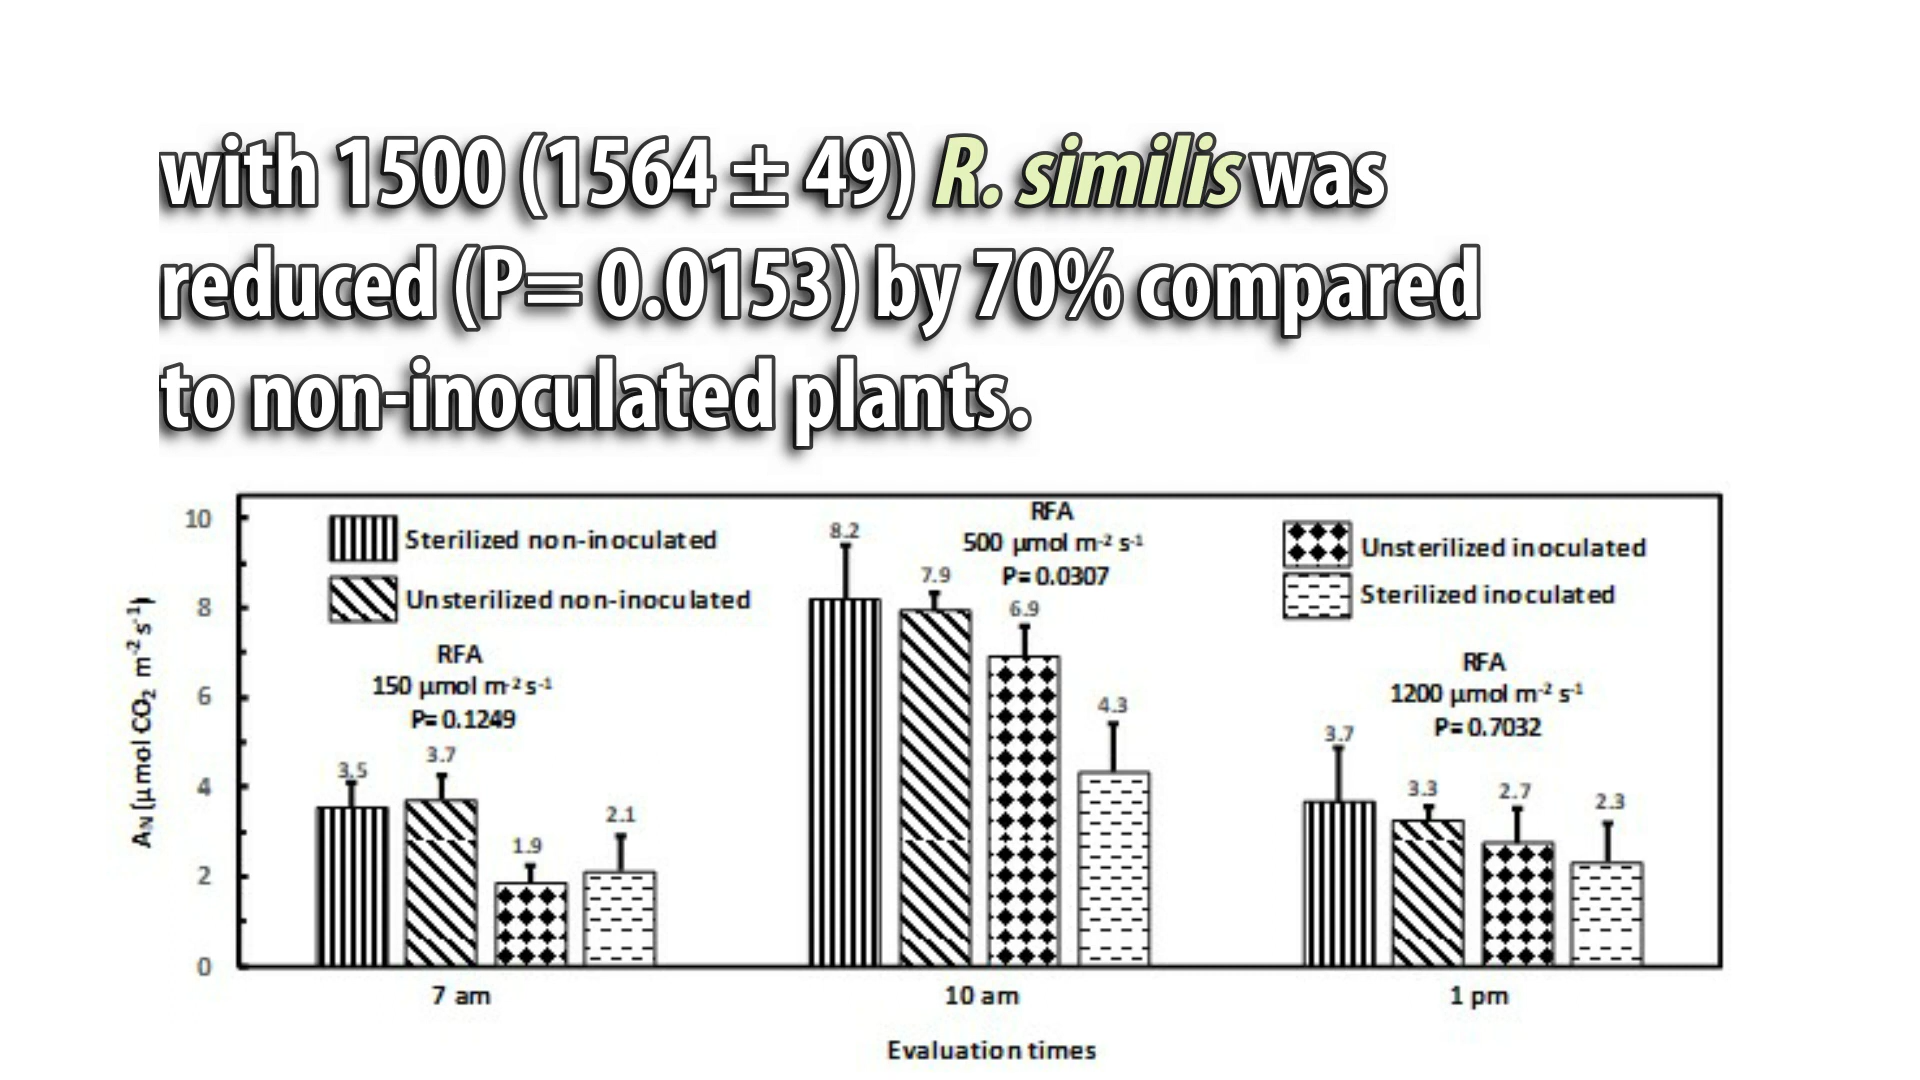 with 1500 (1564 ± 49) R. similis was
reduced (P= 0.0153) by 70% compared
to non-inoculated plants.
10
8
6
4
2
0
A_N (µmol CO₂ m⁻² s⁻¹)
Sterilized non-inoculated
Unsterilized non-inoculated
Unsterilized inoculated
Sterilized inoculated
RFA
150 µmol m⁻² s⁻¹
P= 0.1249
3.5
3.7
1.9
2.1
RFA
500 µmol m⁻² s⁻¹
P= 0.0307
8.2
7.9
6.9
4.3
RFA
1200 µmol m⁻² s⁻¹
P= 0.7032
3.7
3.3
2.7
2.3
7 am
10 am
1 pm
Evaluation times